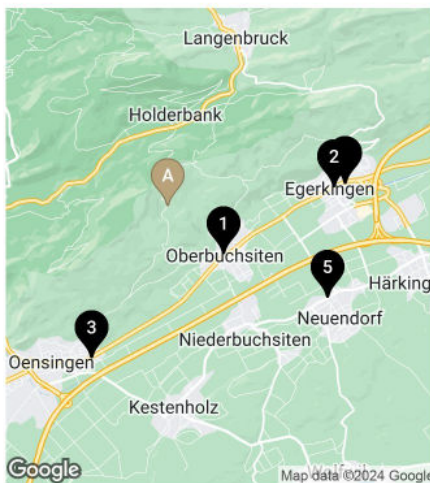 Langenbruck
Holderbank
A
2
Egerkingen
1
Oberbuchsiten
5
Härking
Neuendorf
3
Niederbuchsiten
Oensingen
Kestenholz
Google
Map data ©2024 Google